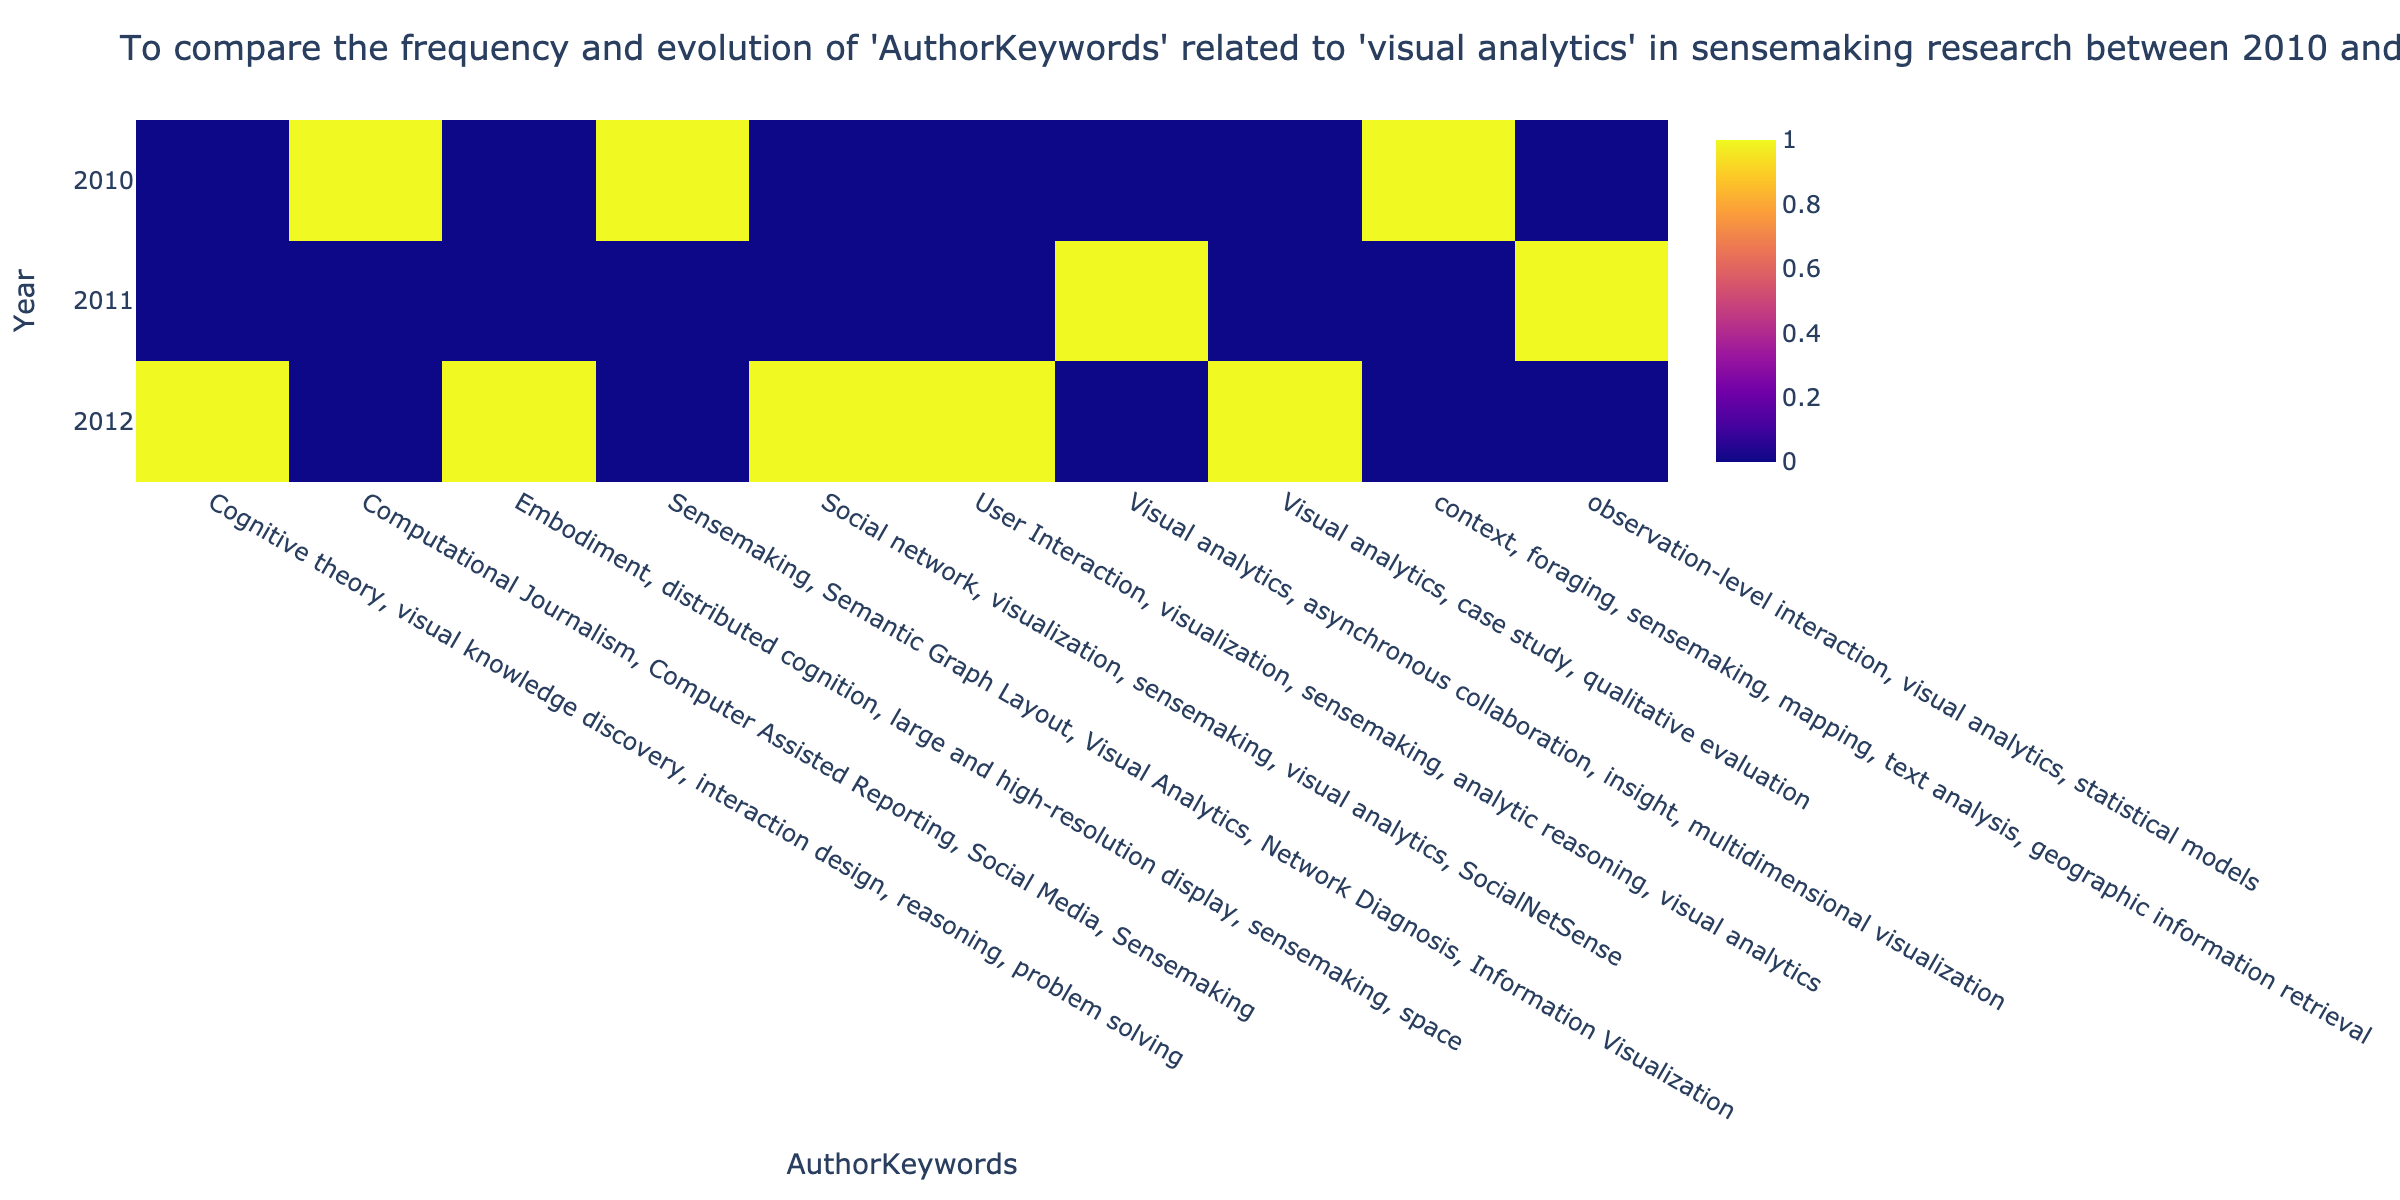 To compare the frequency and evolution of 'AuthorKeywords' related to 'visual analytics' in sensemaking research between 2010 and
Year
2010
2011
2012
1
0.8
0.6
0.4
0.2
0
Cognitive theory, visual knowledge discovery, interaction design, reasoning, problem solving
Computational Journalism, Computer Assisted Reporting, Social Media, Sensemaking
Embodiment, distributed cognition, large and high-resolution display, sensemaking, space
Sensemaking, Semantic Graph Layout, Visual Analytics, Network Diagnosis, Information Visualization
Social network, visualization, sensemaking, visual analytics, SocialNetSense
User Interaction, visualization, sensemaking, analytic reasoning, visual analytics
Visual analytics, asynchronous collaboration, insight, multidimensional visualization
Visual analytics, case study, qualitative evaluation
context, foraging, sensemaking, mapping, text analysis, geographic information retrieval
observation-level interaction, visual analytics, statistical models
AuthorKeywords